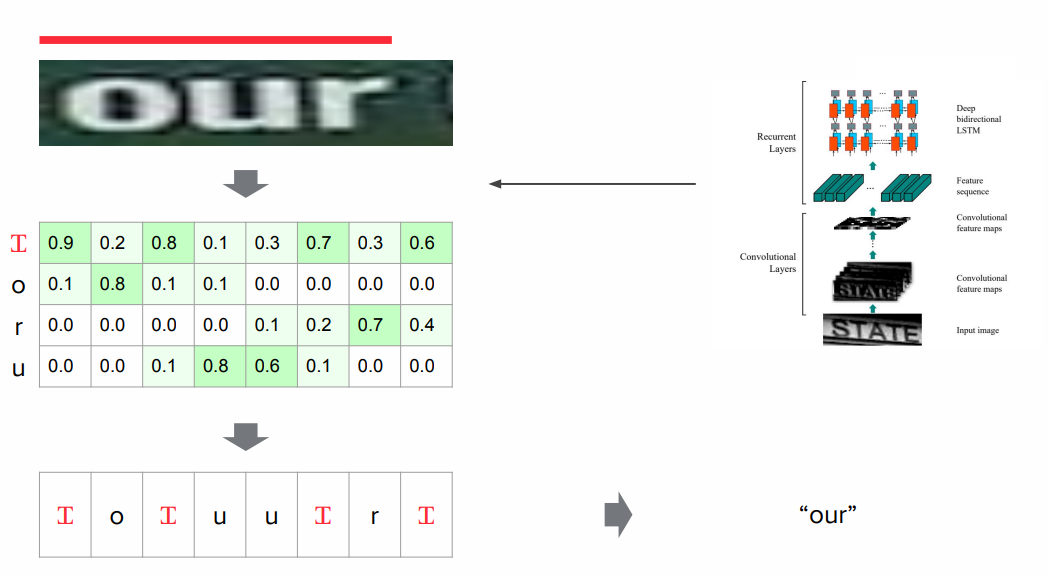 our
Ꮖ 0.9 0.2 0.8 0.1 0.3 0.7 0.3 0.6
o 0.1 0.8 0.1 0.1 0.0 0.0 0.0 0.0
r 0.0 0.0 0.0 0.0 0.1 0.2 0.7 0.4
u 0.0 0.0 0.1 0.8 0.6 0.1 0.0 0.0
Ꮖ o Ꮖ u u Ꮖ r Ꮖ
“our”
Recurrent
Layers
Deep
bidirectional
LSTM
...
...
Feature
sequence
...
Convolutional
Layers
Convolutional
feature maps
Convolutional
feature maps
STATE
STATE
Input image